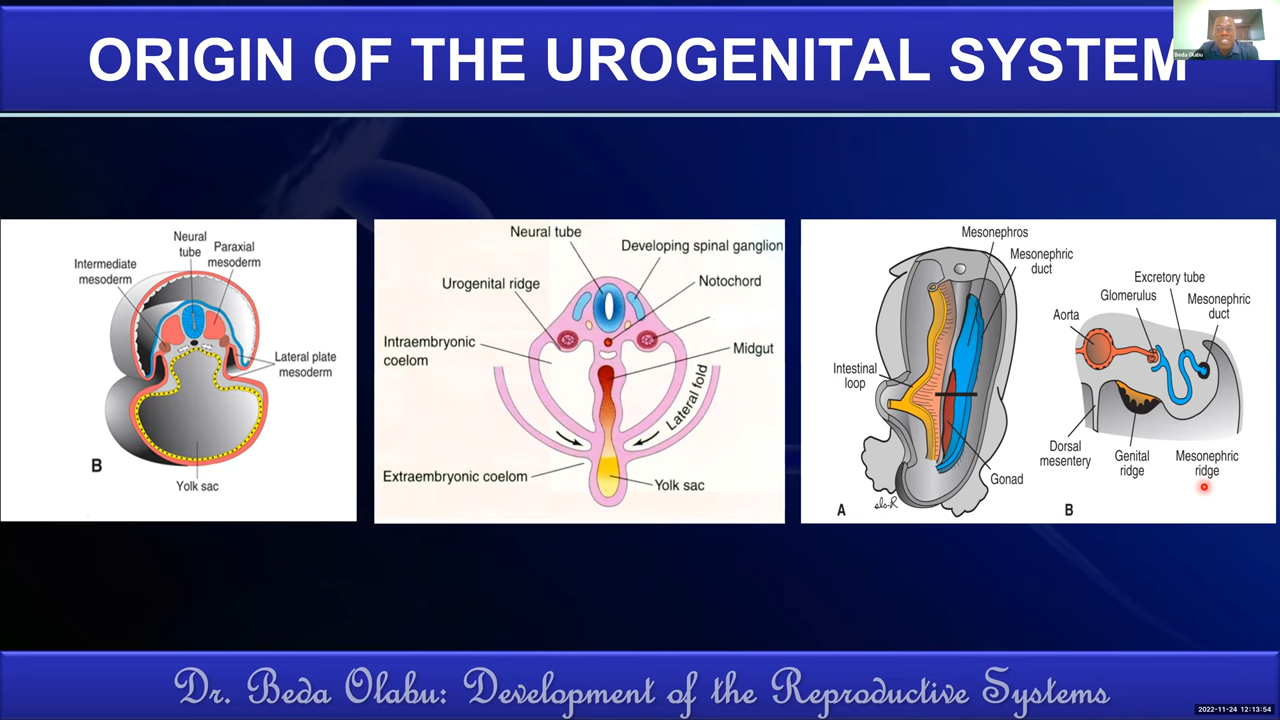 ORIGIN OF THE UROGENITAL SYSTEM
Beda Olabu
Neural
tube
Paraxial
mesoderm
Intermediate
mesoderm
Lateral plate
mesoderm
Yolk sac
B
Neural tube
Developing spinal ganglion
Urogenital ridge
Notochord
Intraembryonic
coelom
Midgut
Lateral fold
Extraembryonic coelom
Yolk sac
Mesonephros
Mesonephric
duct
Intestinal
loop
Gonad
A
Excretory tube
Glomerulus
Mesonephric
duct
Aorta
Dorsal
mesentery
Genital
ridge
Mesonephric
ridge
B
Dr. Beda Olabu: Development of the Reproductive Systems
2022-11-24 12:13:54